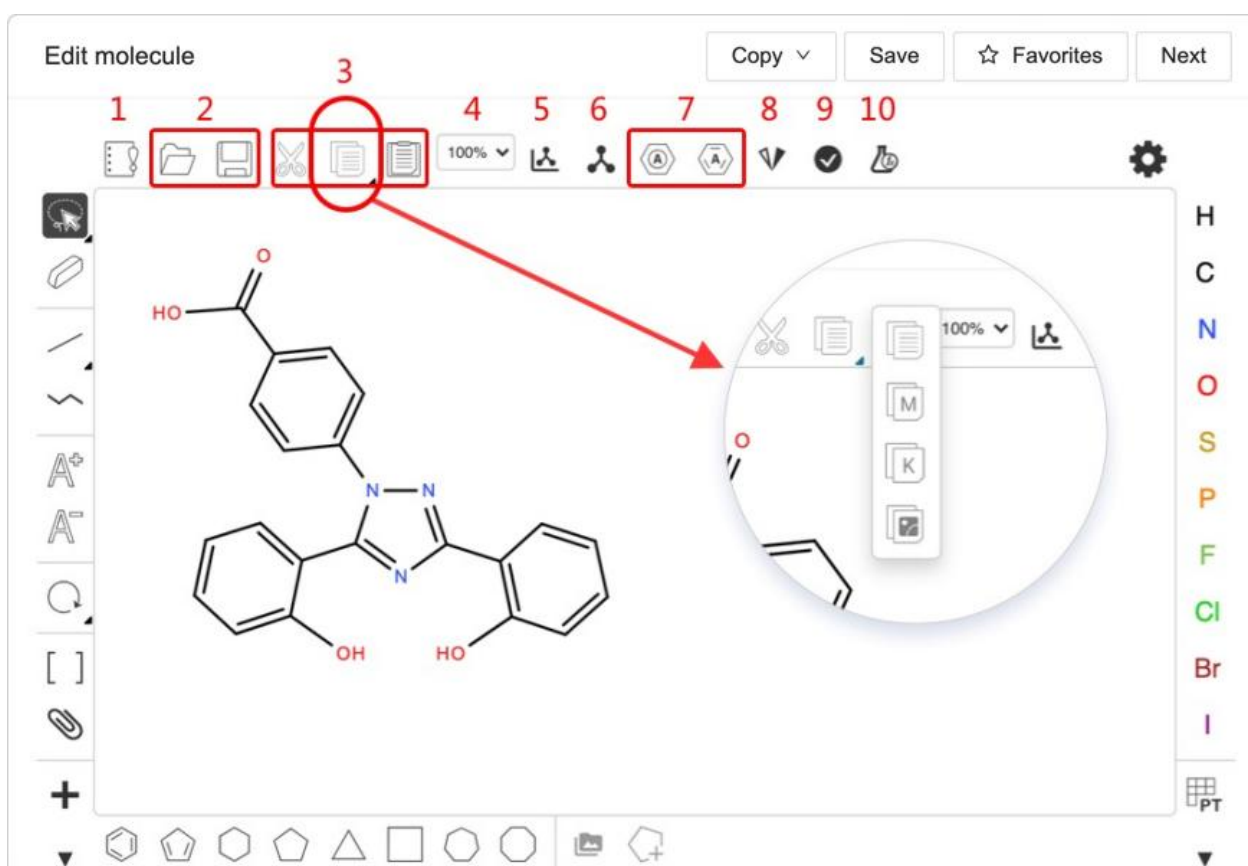 Edit molecule
Copy
Save
Favorites
Next
1 2 3 4 5 6 7 8 9 10
100%
A A
H
C
N
O
S
P
F
Cl
Br
I
PT
A+
A-
[ ]
O
HO
N N
N
OH HO
100%
M
K
O